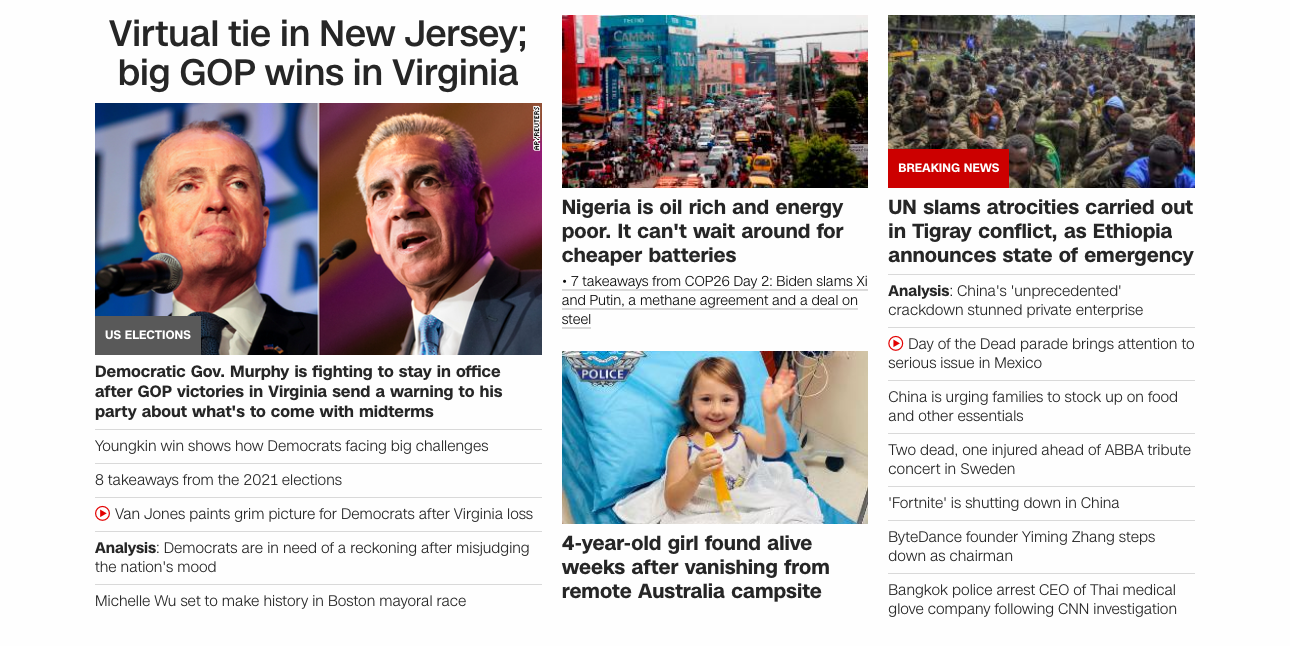 Virtual tie in New Jersey;
big GOP wins in Virginia
AP/REUTERS
US ELECTIONS
Democratic Gov. Murphy is fighting to stay in office
after GOP victories in Virginia send a warning to his
party about what's to come with midterms
Youngkin win shows how Democrats facing big challenges
8 takeaways from the 2021 elections
Van Jones paints grim picture for Democrats after Virginia loss
Analysis: Democrats are in need of a reckoning after misjudging
the nation's mood
Michelle Wu set to make history in Boston mayoral race
TECNO
CAMON
TECNO
Nigeria is oil rich and energy
poor. It can't wait around for
cheaper batteries
• 7 takeaways from COP26 Day 2: Biden slams Xi
and Putin, a methane agreement and a deal on
steel
POLICE
4-year-old girl found alive
weeks after vanishing from
remote Australia campsite
BREAKING NEWS
UN slams atrocities carried out
in Tigray conflict, as Ethiopia
announces state of emergency
Analysis: China's 'unprecedented'
crackdown stunned private enterprise
Day of the Dead parade brings attention to
serious issue in Mexico
China is urging families to stock up on food
and other essentials
Two dead, one injured ahead of ABBA tribute
concert in Sweden
'Fortnite' is shutting down in China
ByteDance founder Yiming Zhang steps
down as chairman
Bangkok police arrest CEO of Thai medical
glove company following CNN investigation